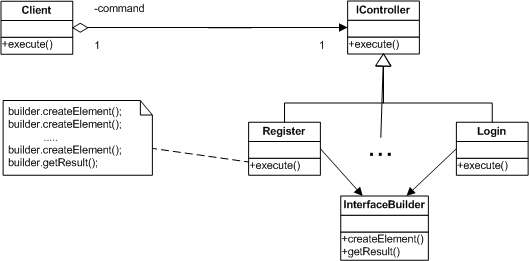 Client
-command
IController
+execute()
1
1
+execute()
builder.createElement();
builder.createElement();
.....
builder.createElement();
builder.getResult();
Register
...
Login
+execute()
+execute()
InterfaceBuilder
+createElement()
+getResult()